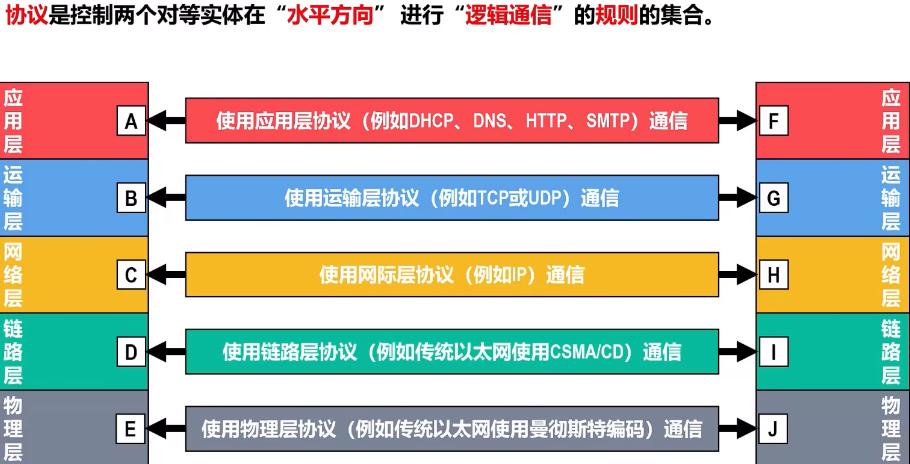 协议是控制两个对等实体在“水平方向” 进行“逻辑通信”的规则的集合。
应用层
A
使用应用层协议（例如DHCP、DNS、HTTP、SMTP）通信
F
应用层
运输层
B
使用运输层协议（例如TCP或UDP）通信
G
运输层
网络层
C
使用网际层协议（例如IP）通信
H
网络层
链路层
D
使用链路层协议（例如传统以太网使用CSMA/CD）通信
I
链路层
物理层
E
使用物理层协议（例如传统以太网使用曼彻斯特编码）通信
J
物理层